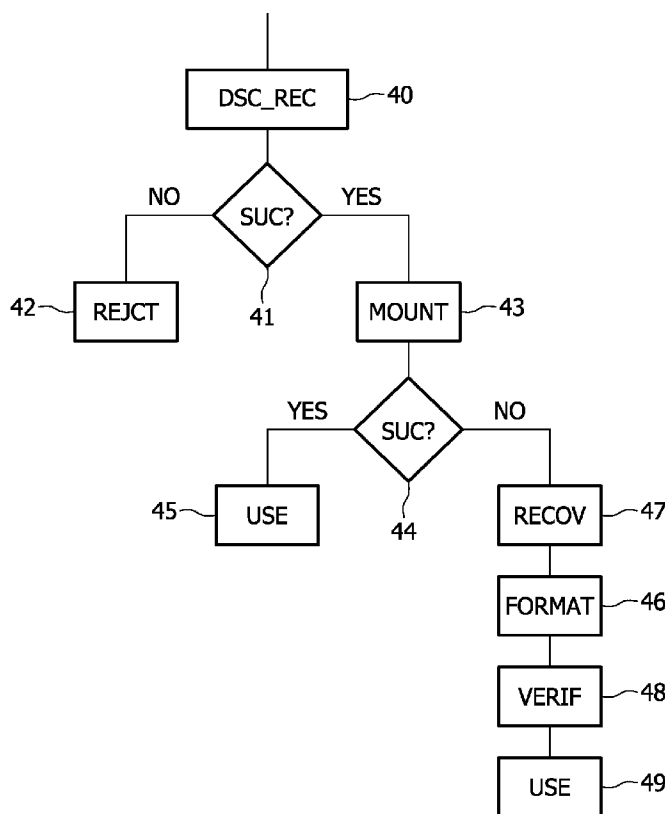 DSC_REC
40
NO
YES
SUC?
41
42
REJCT
MOUNT
43
YES
NO
SUC?
44
45
USE
RECOV
47
FORMAT
46
VERIF
48
USE
49